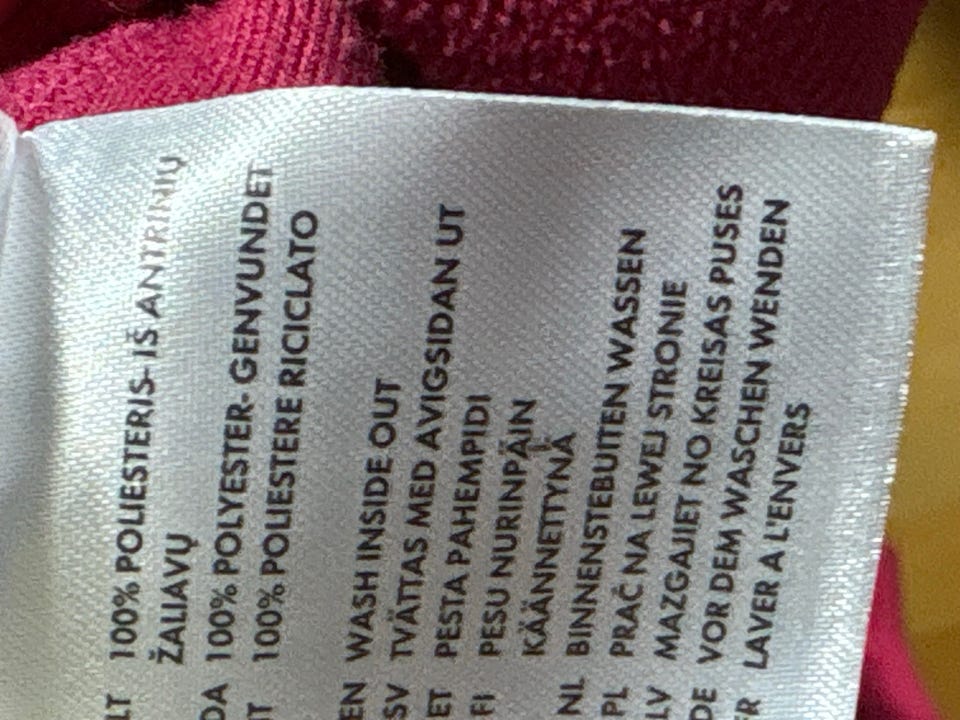 LT 100% POLIESTERIS- IŠ ANTRINIŲ
ŽALIAVŲ
DA 100% POLYESTER- GENVUNDET
IT 100% POLIESTERE RICICLATO
EN WASH INSIDE OUT
SV TVÄTTAS MED AVIGSIDAN UT
ET PESTA PAHEMPIDI
FI PESU NURINPÄIN
KÄÄNNETTYNÄ
NL BINNENSTEBUITEN WASSEN
PL PRAĆ NA LEWEJ STRONIE
LV MAZGAJIET NO KREISAS PUSES
DE VOR DEM WASCHEN WENDEN
FR LAVER A L'ENVERS